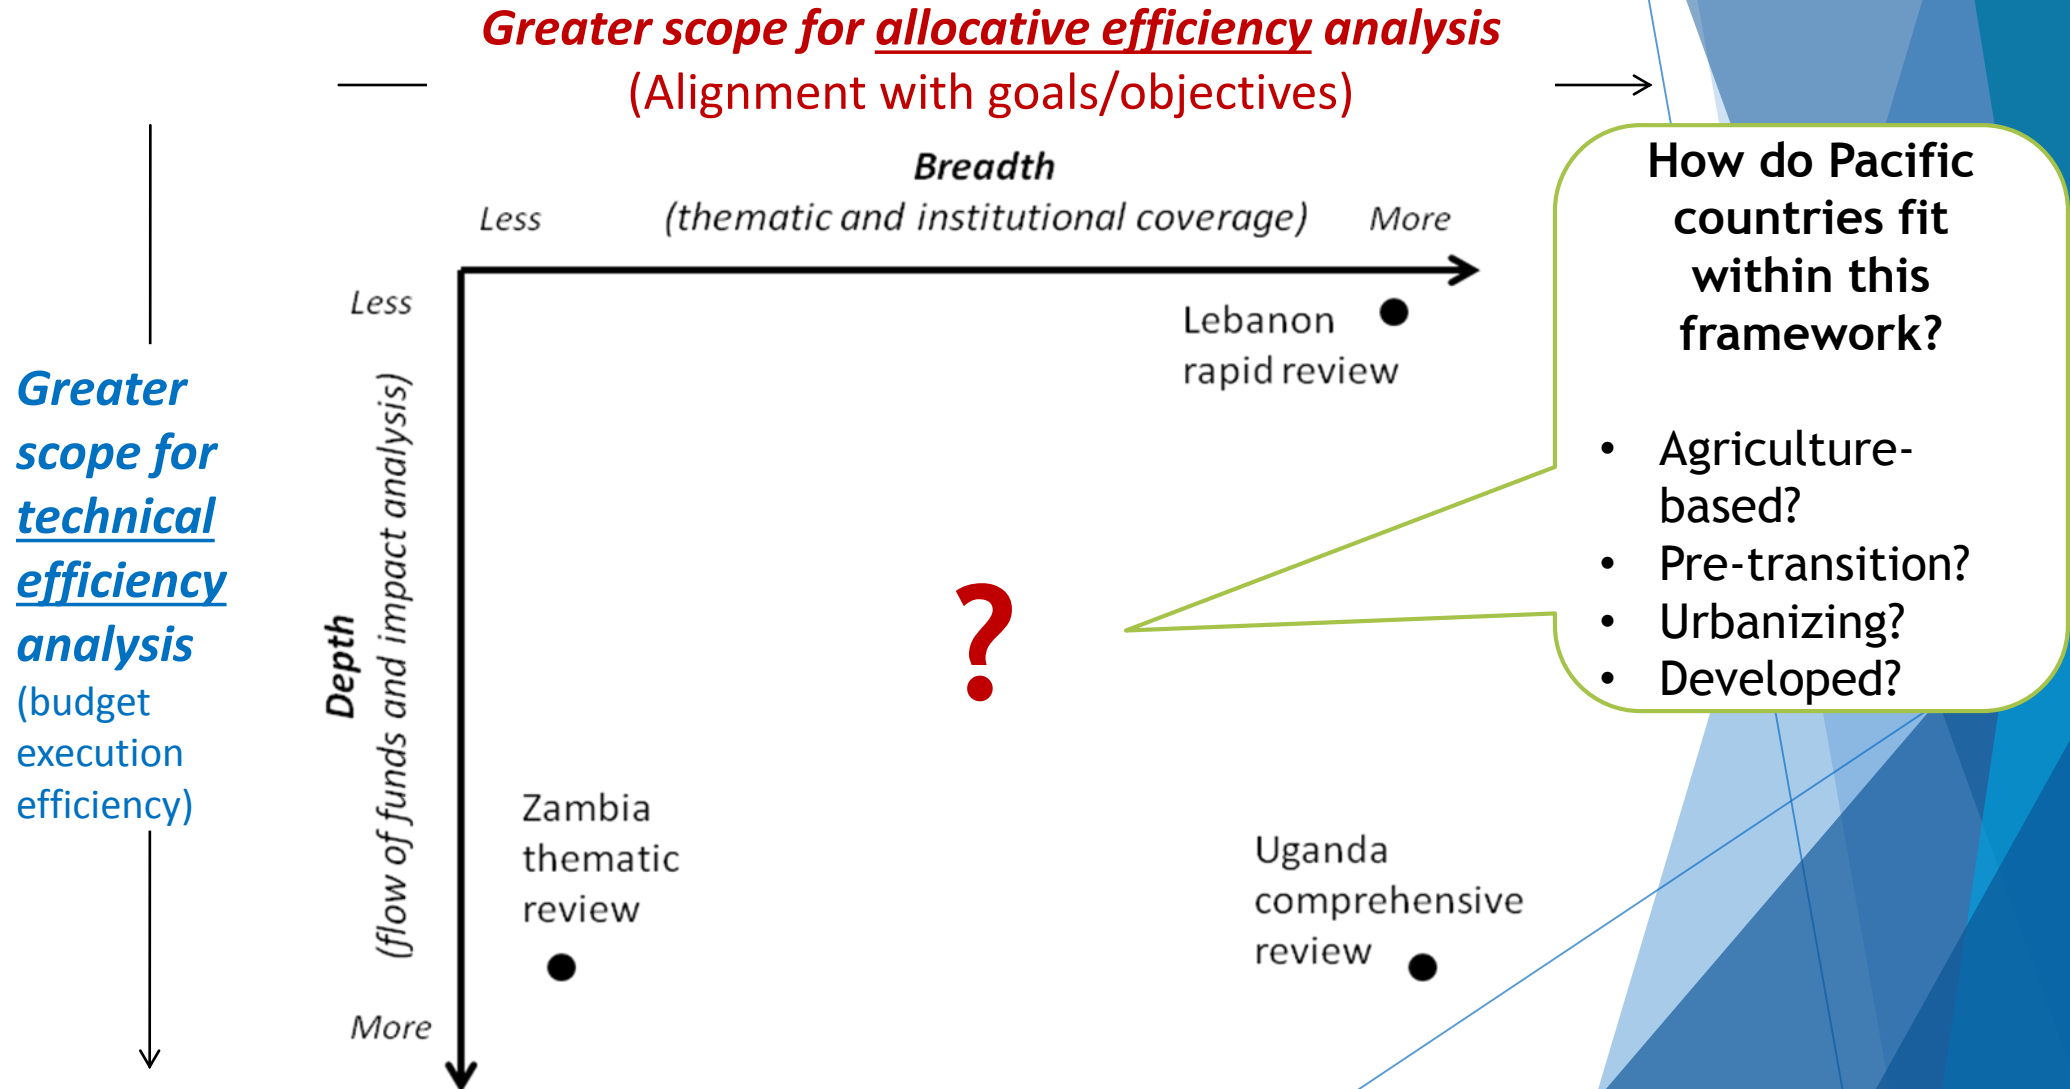 Greater scope for allocative efficiency analysis
(Alignment with goals/objectives)
Breadth
Less (thematic and institutional coverage) More
Less
Depth
(flow of funds and impact analysis)
More
Greater
scope for
technical
efficiency
analysis
(budget
execution
efficiency)
Lebanon
rapid review
?
Zambia
thematic
review
Uganda
comprehensive
review
How do Pacific
countries fit
within this
framework?
• Agriculture-
based?
• Pre-transition?
• Urbanizing?
• Developed?